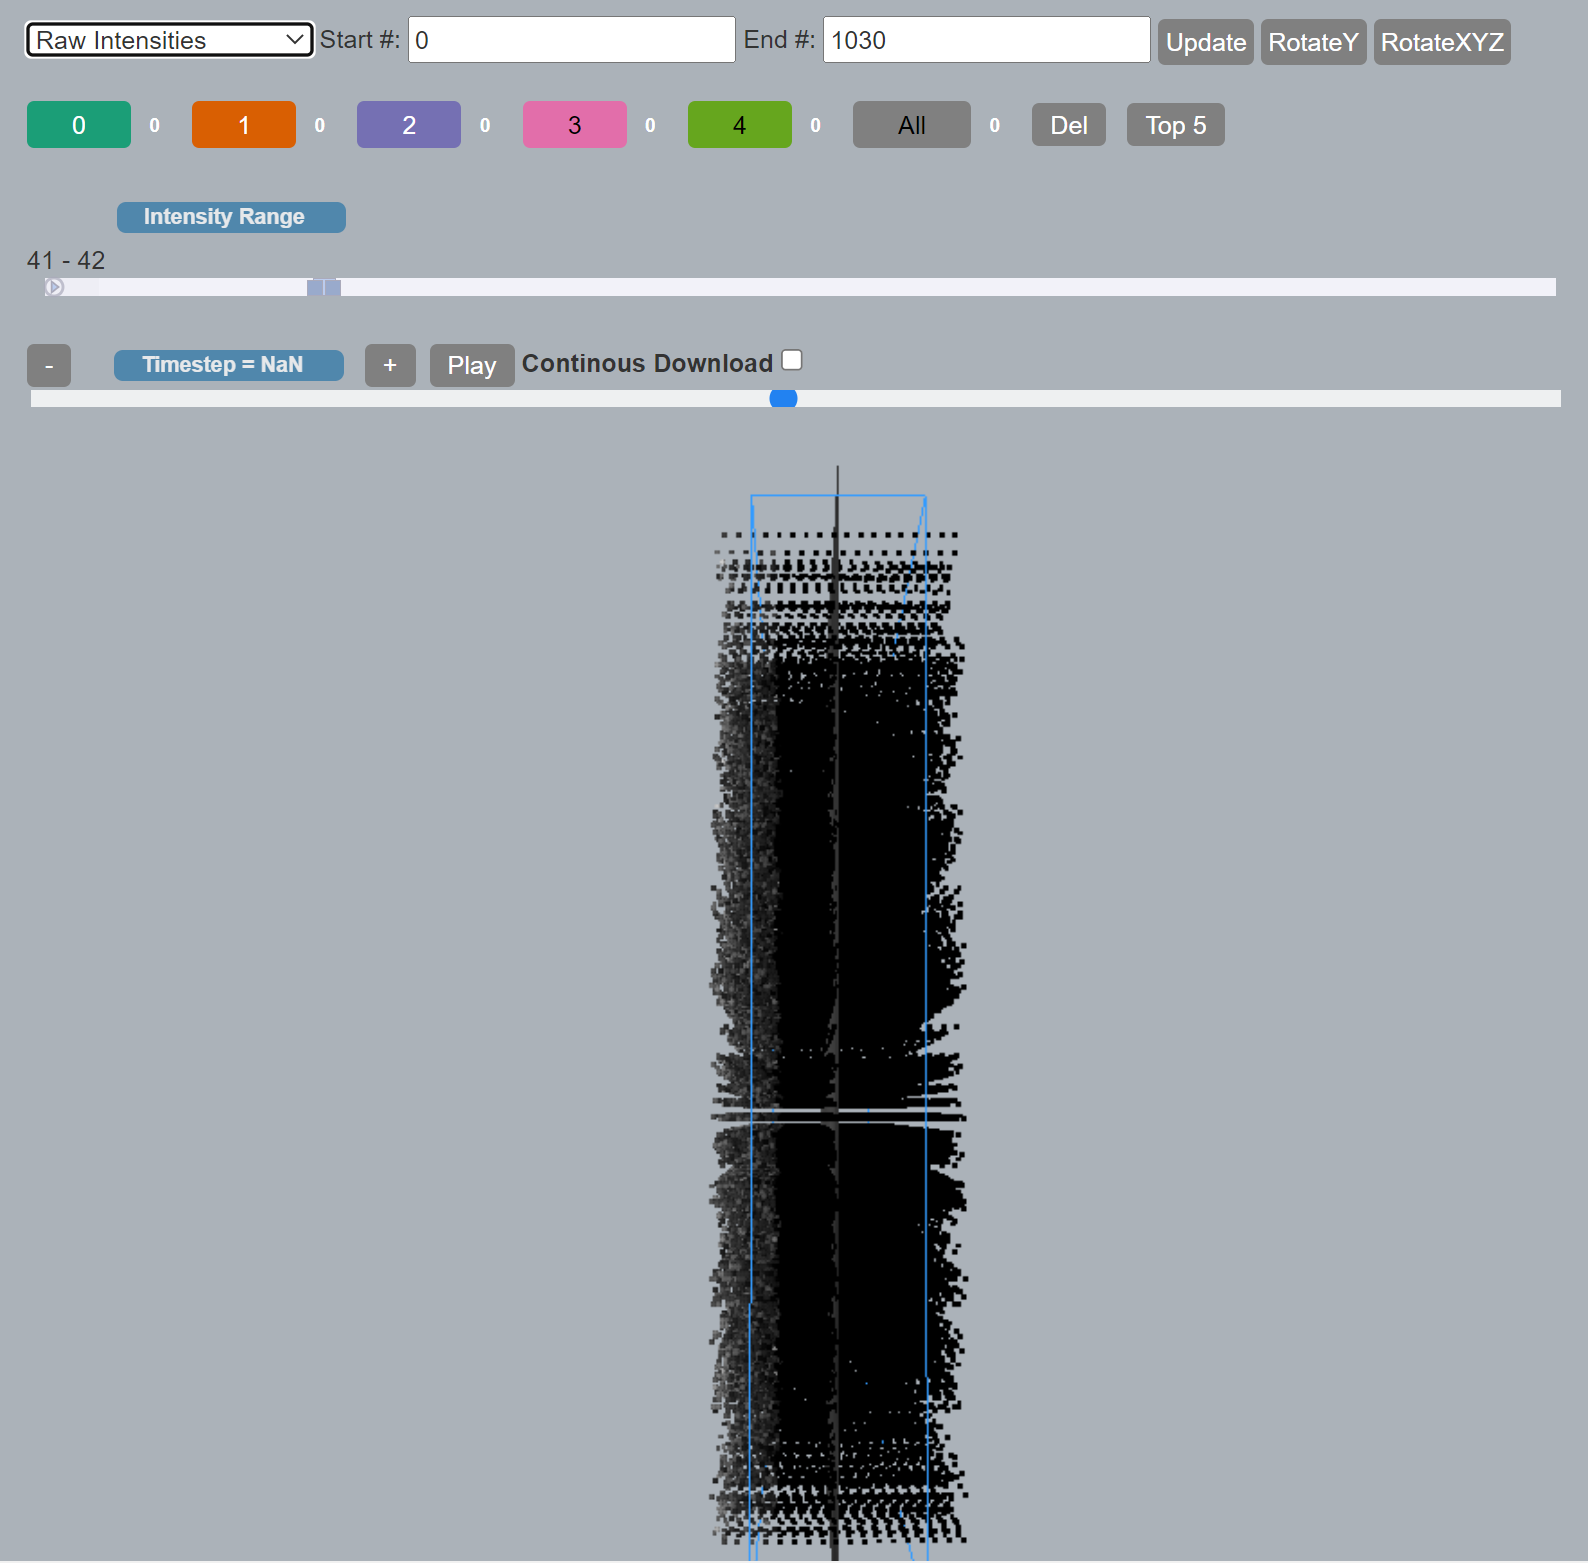 Raw Intensities Start #: 0 End #: 1030 Update RotateY RotateXYZ
0 0 1 0 2 0 3 0 4 0 All 0 Del Top 5
Intensity Range
41 - 42
- Timestep = NaN + Play Continous Download